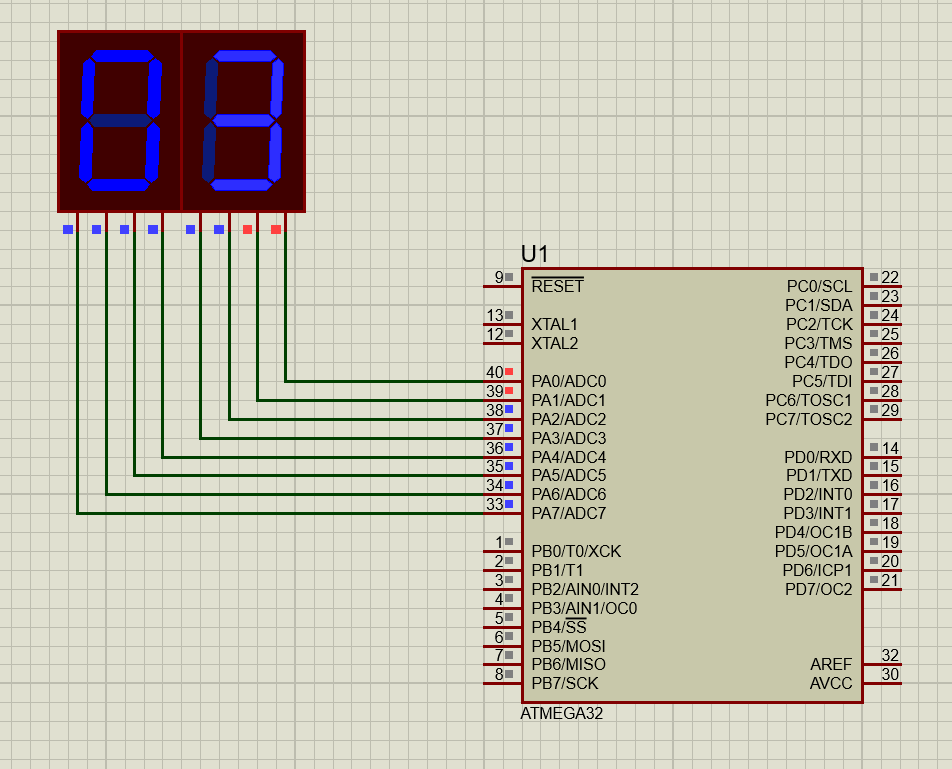 03
U1
9 RESET PC0/SCL 22
PC1/SDA 23
13 XTAL1 PC2/TCK 24
12 XTAL2 PC3/TMS 25
PC4/TDO 26
40 PA0/ADC0 PC5/TDI 27
39 PA1/ADC1 PC6/TOSC1 28
38 PA2/ADC2 PC7/TOSC2 29
37 PA3/ADC3
36 PA4/ADC4 PD0/RXD 14
35 PA5/ADC5 PD1/TXD 15
34 PA6/ADC6 PD2/INT0 16
33 PA7/ADC7 PD3/INT1 17
PD4/OC1B 18
1 PB0/T0/XCK PD5/OC1A 19
2 PB1/T1 PD6/ICP1 20
3 PB2/AIN0/INT2 PD7/OC2 21
4 PB3/AIN1/OC0
5 PB4/SS
6 PB5/MOSI
7 PB6/MISO AREF 32
8 PB7/SCK AVCC 30
ATMEGA32